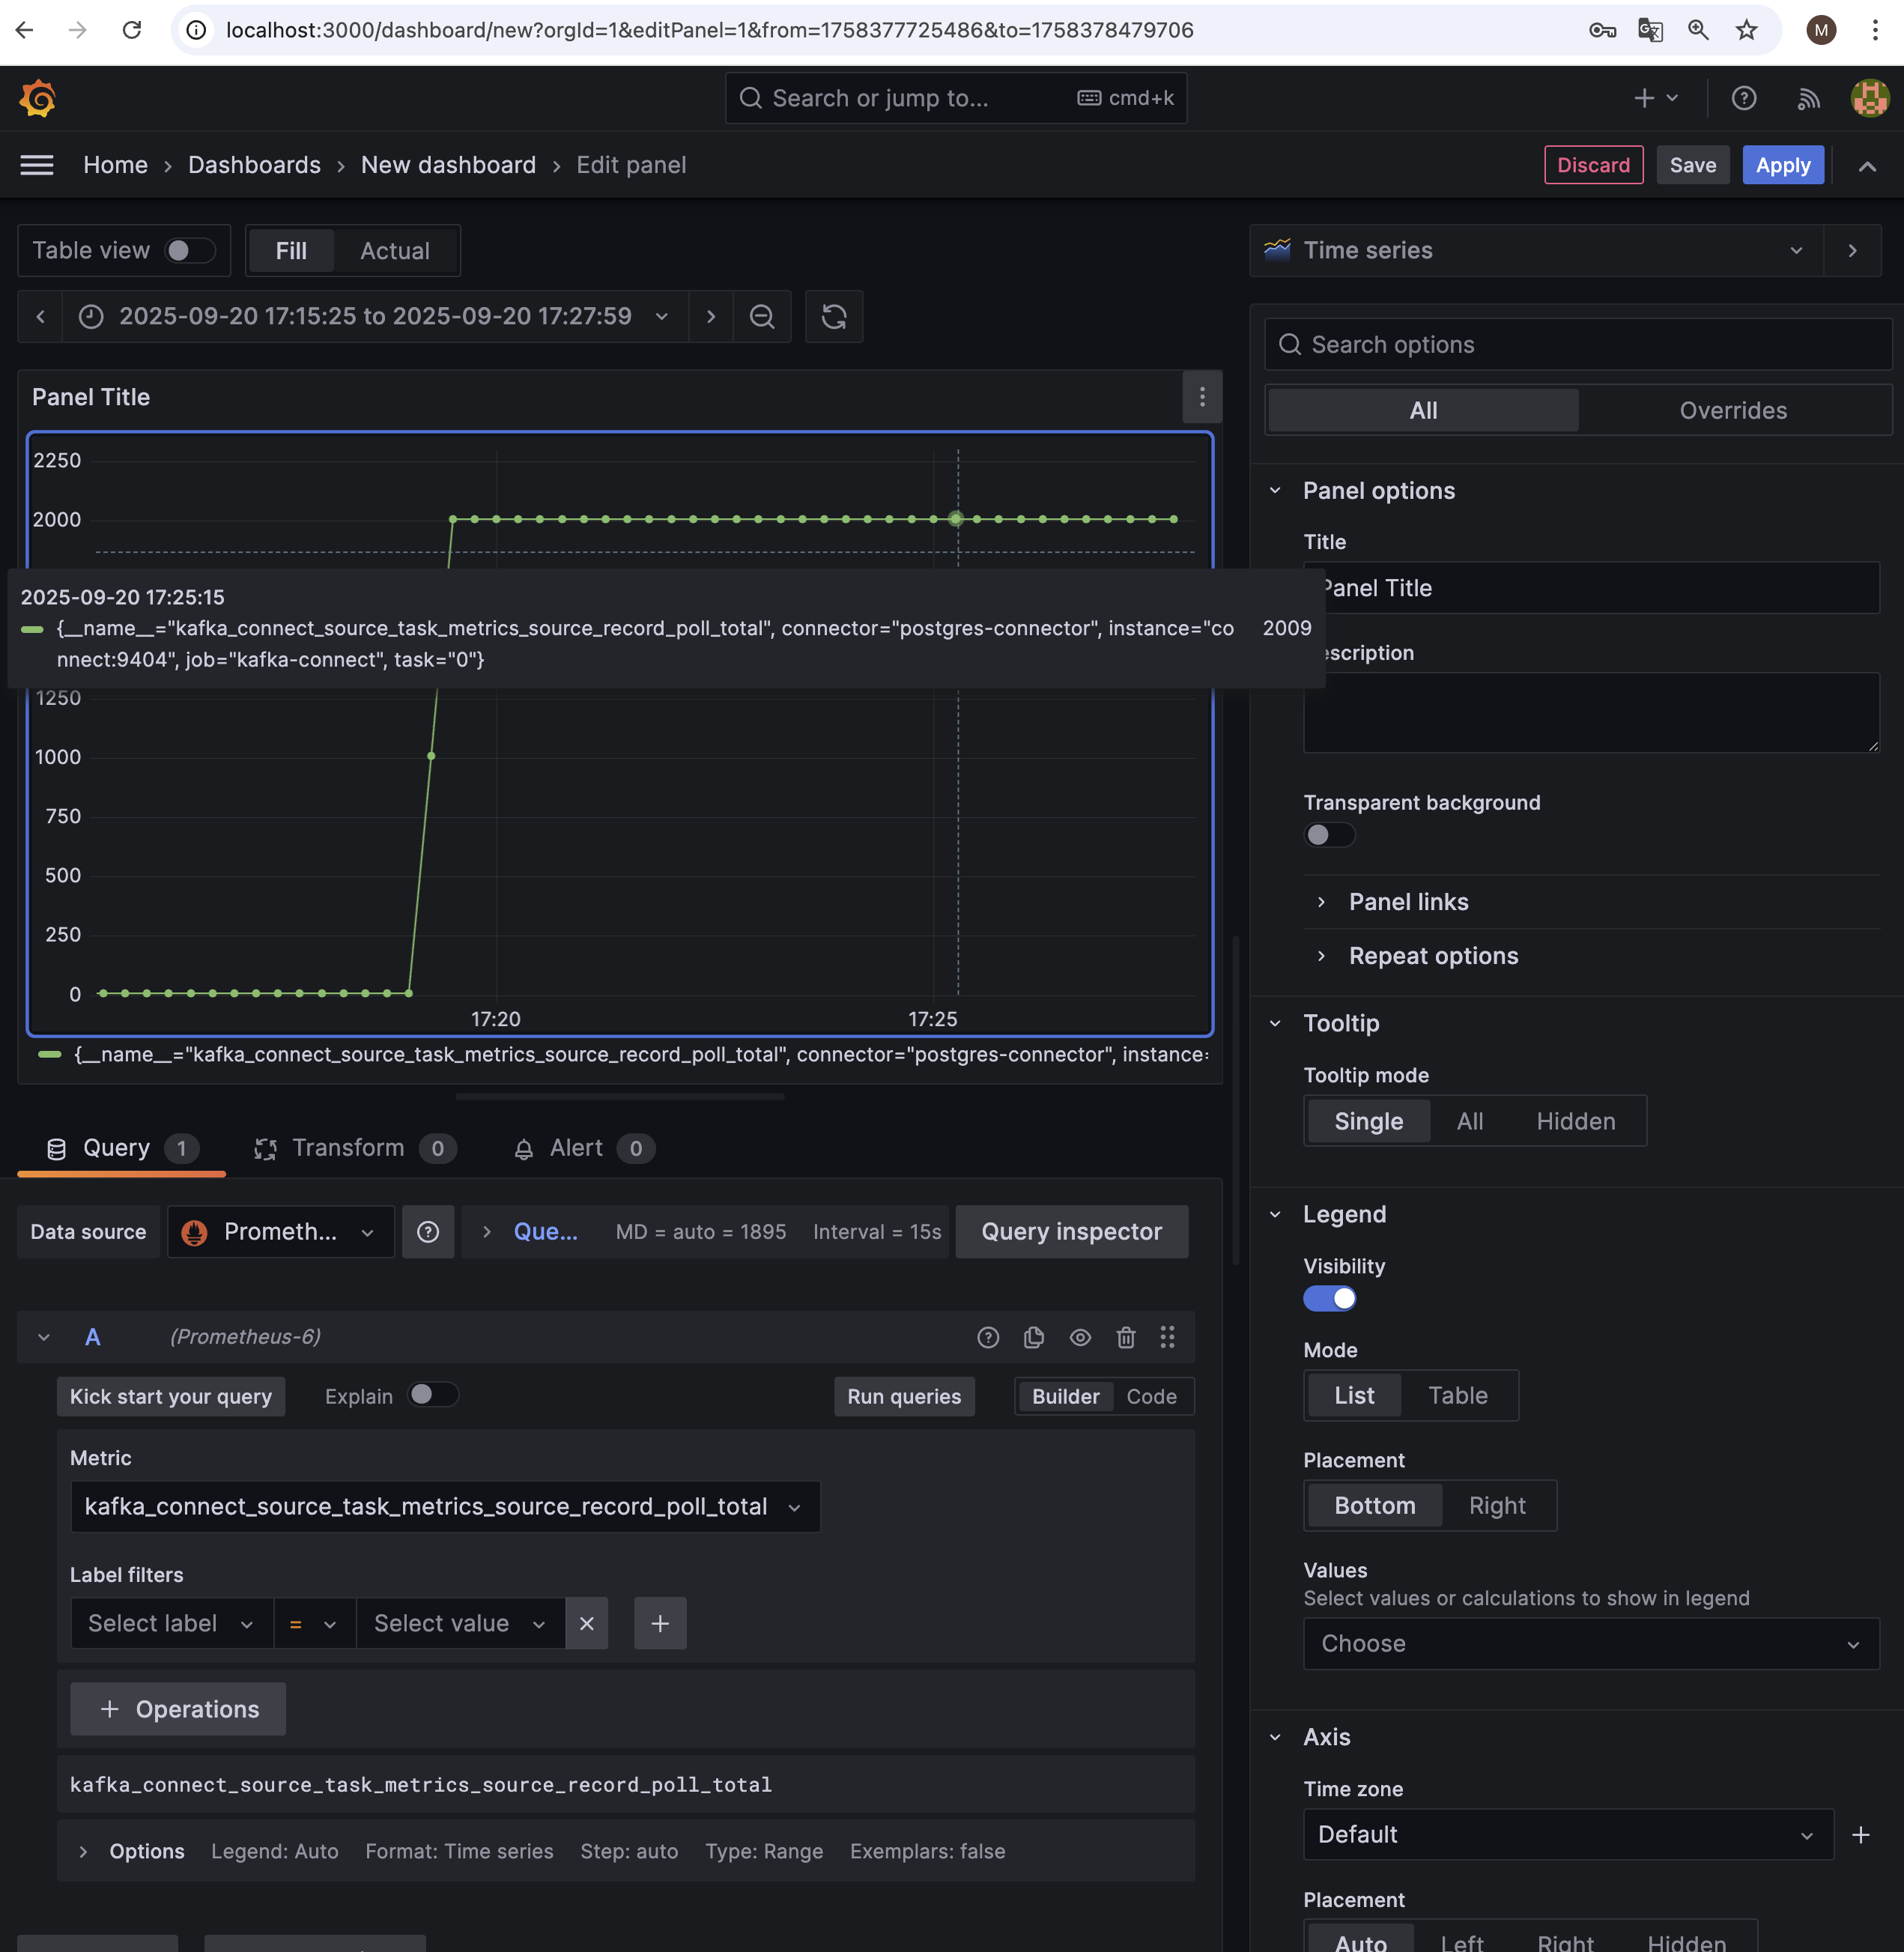 localhost:3000/dashboard/new?orgId=1&editPanel=1&from=1758377725486&to=1758378479706
M
Search or jump to...
cmd+k
Home › Dashboards › New dashboard › Edit panel
Discard
Save
Apply
Table view
Fill
Actual
2025-09-20 17:15:25 to 2025-09-20 17:27:59
Panel Title
2250
2000
2025-09-20 17:25:15
{__name__="kafka_connect_source_task_metrics_source_record_poll_total", connector="postgres-connector", instance="co
nnect:9404", job="kafka-connect", task="0"}
2009
1250
1000
750
500
250
0
17:20
17:25
{__name__="kafka_connect_source_task_metrics_source_record_poll_total", connector="postgres-connector", instance=
Query 1
Transform 0
Alert 0
Data source
Prometh...
Que...
MD = auto = 1895
Interval = 15s
Query inspector
A
(Prometheus-6)
Kick start your query
Explain
Run queries
Builder
Code
Metric
kafka_connect_source_task_metrics_source_record_poll_total
Label filters
Select label
=
Select value
+ Operations
kafka_connect_source_task_metrics_source_record_poll_total
Options
Legend: Auto
Format: Time series
Step: auto
Type: Range
Exemplars: false
Time series
Search options
All
Overrides
Panel options
Title
Panel Title
escription
Transparent background
Panel links
Repeat options
Tooltip
Tooltip mode
Single
All
Hidden
Legend
Visibility
Mode
List
Table
Placement
Bottom
Right
Values
Select values or calculations to show in legend
Choose
Axis
Time zone
Default
Placement
Auto
Left
Right
Hidden